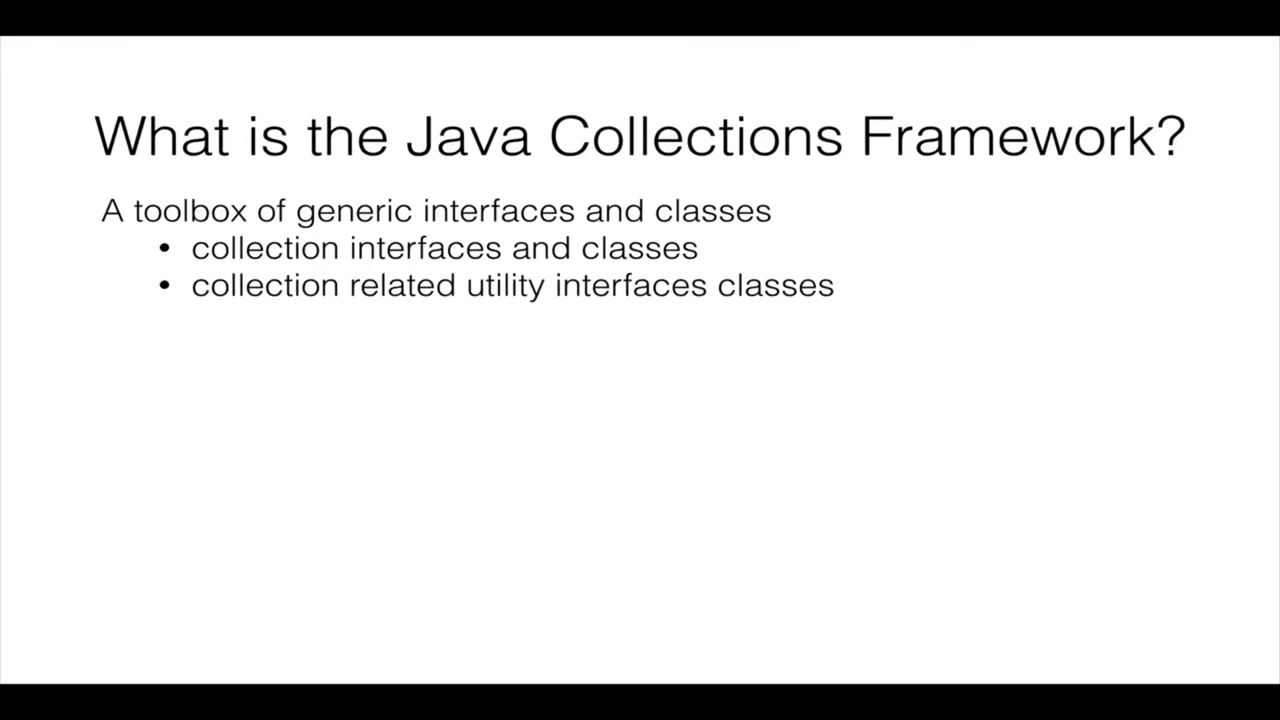 What is the Java Collections Framework?
A toolbox of generic interfaces and classes
• collection interfaces and classes
• collection related utility interfaces classes